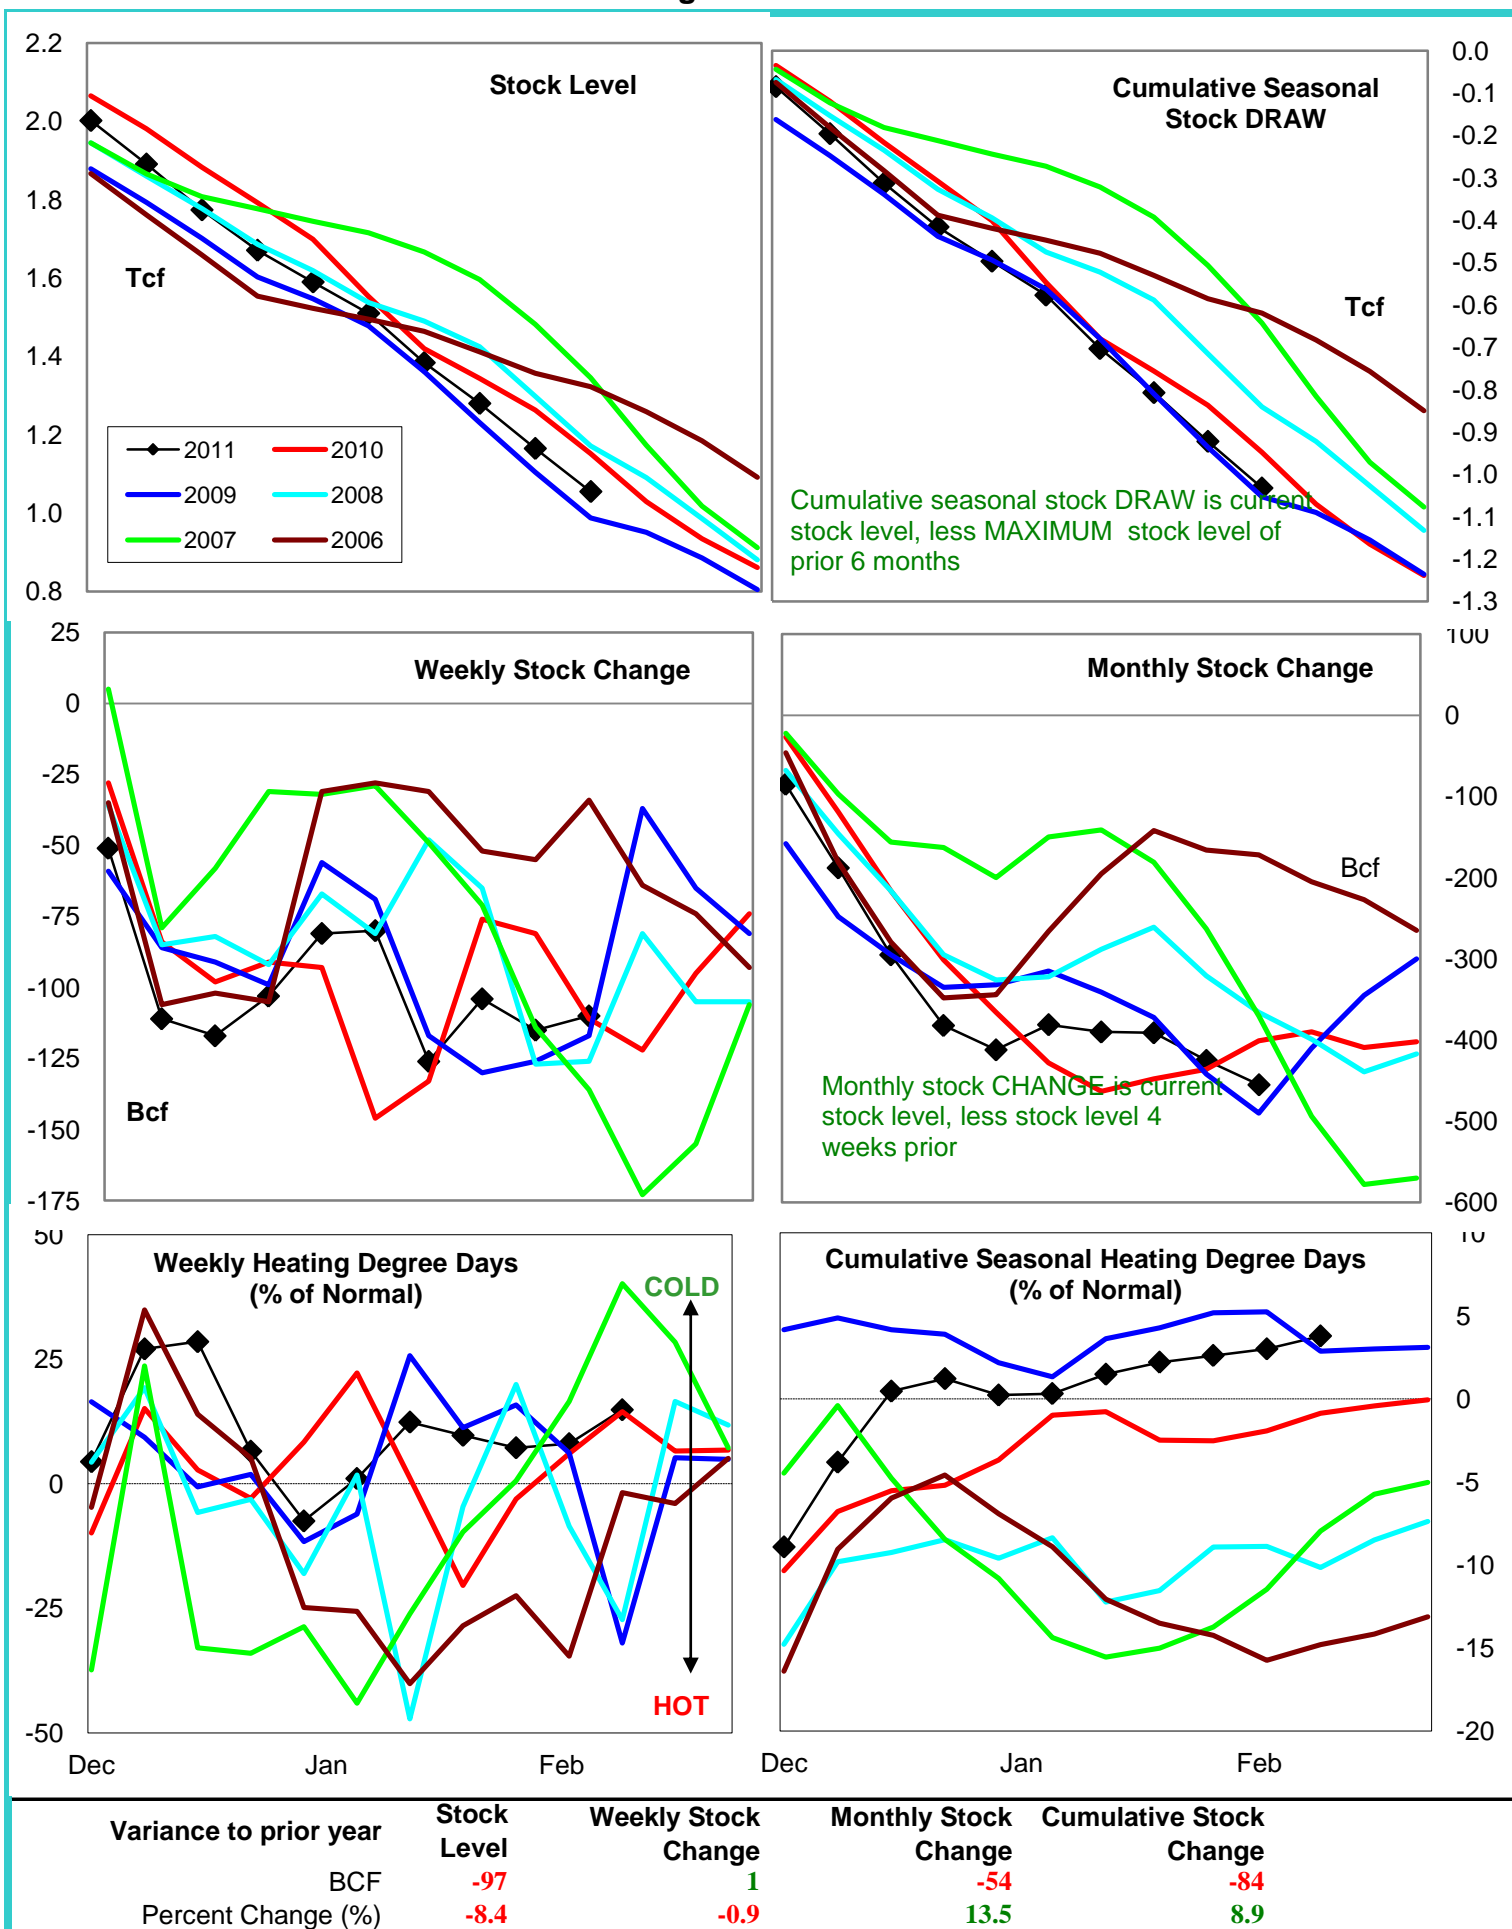 2.2
2.0
1.8
1.6
1.4
1.2
1.0
0.8
Stock Level
Tcf
2011
2010
2009
2008
2007
2006
0.0
-0.1
-0.2
-0.3
-0.4
-0.5
-0.6
-0.7
-0.8
-0.9
-1.0
-1.1
-1.2
-1.3
Cumulative Seasonal
Stock DRAW
Tcf
Cumulative seasonal stock DRAW is current
stock level, less MAXIMUM stock level of
prior 6 months
25
0
-25
-50
-75
-100
-125
-150
-175
Weekly Stock Change
Bcf
100
0
-100
-200
-300
-400
-500
-600
Monthly Stock Change
Bcf
Monthly stock CHANGE is current
stock level, less stock level 4
weeks prior
50
25
0
-25
-50
Weekly Heating Degree Days
(% of Normal)
COLD
HOT
Dec
Jan
Feb
10
5
0
-5
-10
-15
-20
Cumulative Seasonal Heating Degree Days
(% of Normal)
Dec
Jan
Feb
Variance to prior year
Stock
Level
Weekly Stock
Change
Monthly Stock
Change
Cumulative Stock
Change
BCF -97 1 -54 -84
Percent Change (%) -8.4 -0.9 13.5 8.9